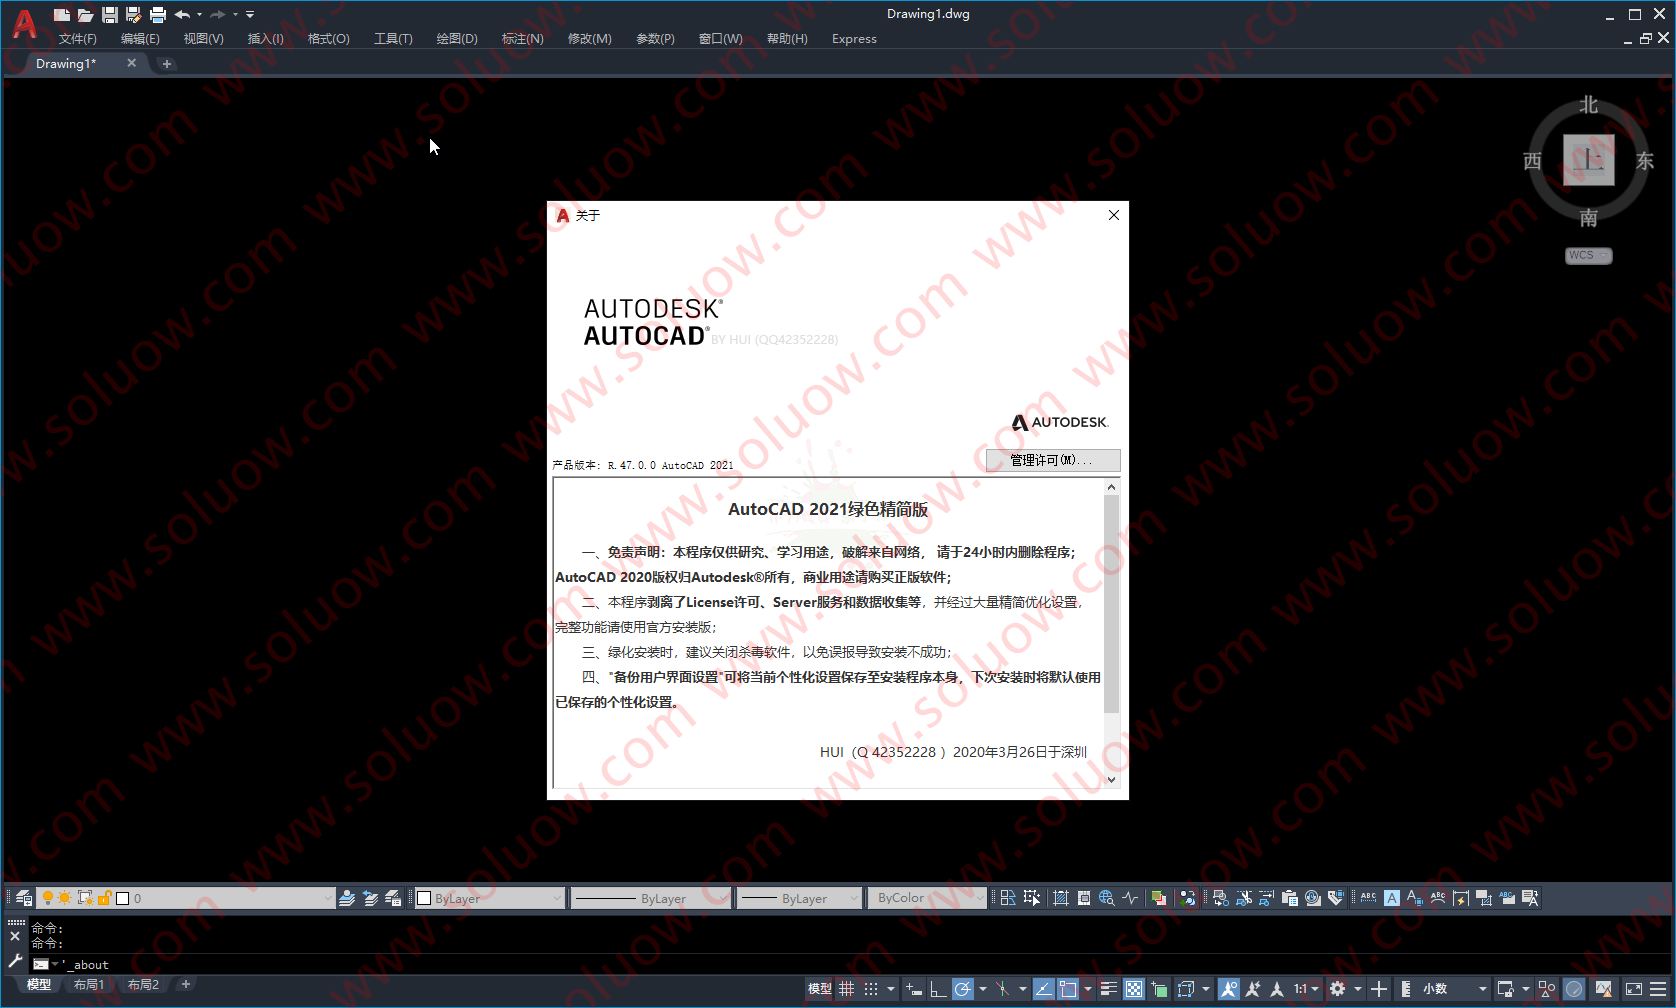 Drawing1.dwg
文件(F) 编辑(E) 视图(V) 插入(I) 格式(O) 工具(T) 绘图(D) 标注(N) 修改(M) 参数(P) 窗口(W) 帮助(H) Express
Drawing1*
北
西 上 东
南
WCS
关于
AUTODESK®
AUTOCAD® BY HUI (QQ42352228)
AUTODESK.
产品版本: R.47.0.0 AutoCAD 2021
管理许可(M)...
AutoCAD 2021绿色精简版
一、免责声明：本程序仅供研究、学习用途，破解来自网络， 请于24小时内删除程序；
AutoCAD 2020版权归Autodesk®所有，商业用途请购买正版软件；
二、本程序剥离了License许可、Server服务和数据收集等，并经过大量精简优化设置，
完整功能请使用官方安装版；
三、绿化安装时，建议关闭杀毒软件，以免误报导致安装不成功；
四、"备份用户界面设置"可将当前个性化设置保存至安装程序本身，下次安装时将默认使用
已保存的个性化设置。
HUI（Q 42352228 ）2020年3月26日于深圳
0 ByLayer ByLayer ByLayer ByColor
命令:
命令:
'_about
模型 布局1 布局2
模型 1:1 小数
www.soluow.com